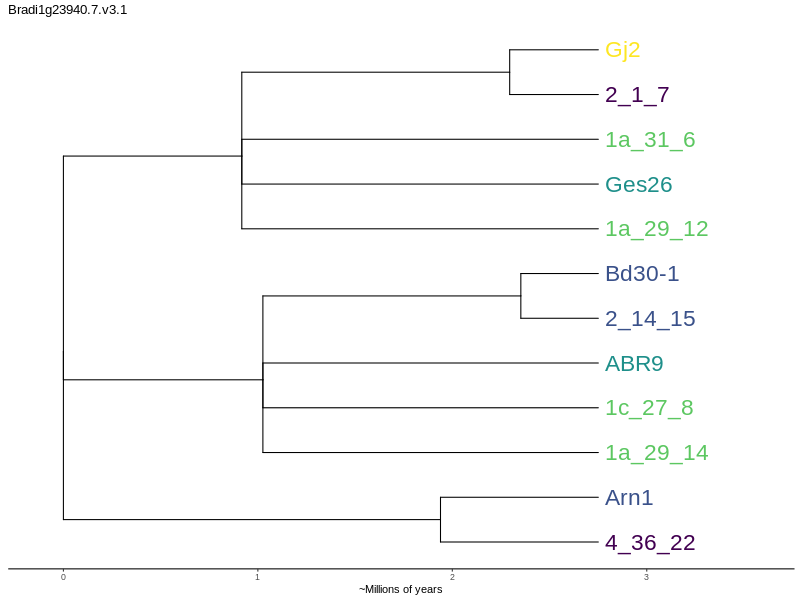 Bradi1g23940.7.v3.1
Gj2
2_1_7
1a_31_6
Ges26
1a_29_12
Bd30-1
2_14_15
ABR9
1c_27_8
1a_29_14
Arn1
4_36_22
0 1 2 3
~Millions of years